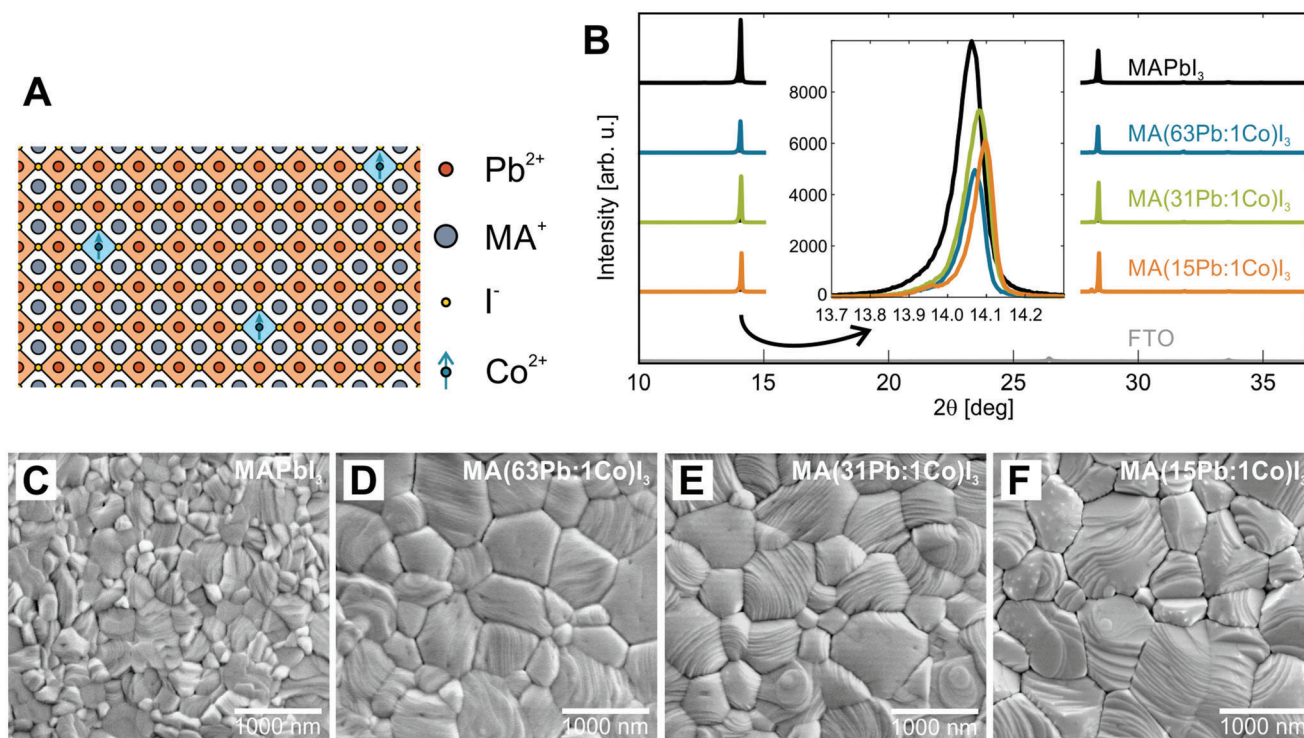 A
Pb²⁺
MA⁺
I⁻
Co²⁺
B
Intensity [arb. u.]
8000
6000
4000
2000
0
13.7 13.8 13.9 14.0 14.1 14.2
MAPbI₃
MA(63Pb:1Co)I₃
MA(31Pb:1Co)I₃
MA(15Pb:1Co)I₃
FTO
10 15 20 25 30 35
2θ [deg]
C MAPbI₃
1000 nm
D MA(63Pb:1Co)I₃
1000 nm
E MA(31Pb:1Co)I₃
1000 nm
F MA(15Pb:1Co)I₃
1000 nm